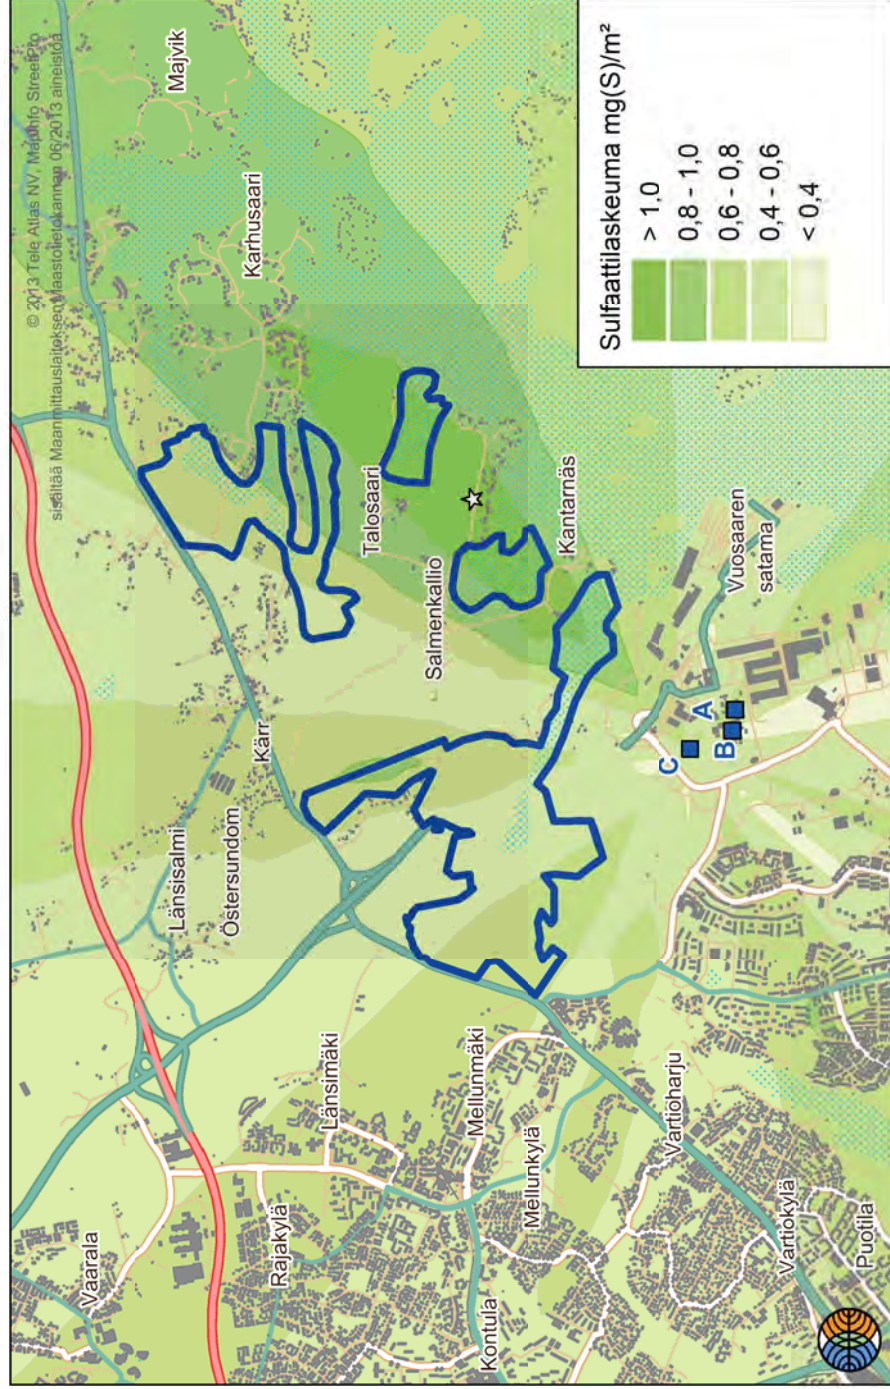 © 2013 Tele Atlas NV, MapInfo StreetPro
sisältää Maanmittauslaitoksen Maastotietokannan 06/2013 aineistoa
Majvik
Karhusaari
Talosaari
Salmenkallio
Kantarnäs
Kärr
Länsisalmi
Östersundom
Vaarala
Rajakylä
Länsimäki
Mellunmäki
Mellunkylä
Kontula
Vartioharju
Vartiokylä
Puotila
Vuosaaren
satama
A
B
C
Sulfaattilaskeuma mg(S)/m²
> 1,0
0,8 - 1,0
0,6 - 0,8
0,4 - 0,6
< 0,4